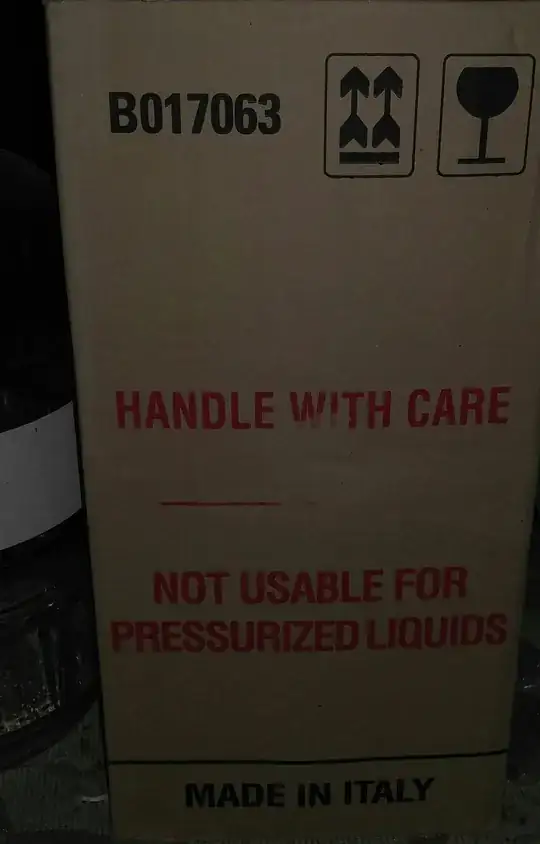 B017063
HANDLE WITH CARE
NOT USABLE FOR
PRESSURIZED LIQUIDS
MADE IN ITALY